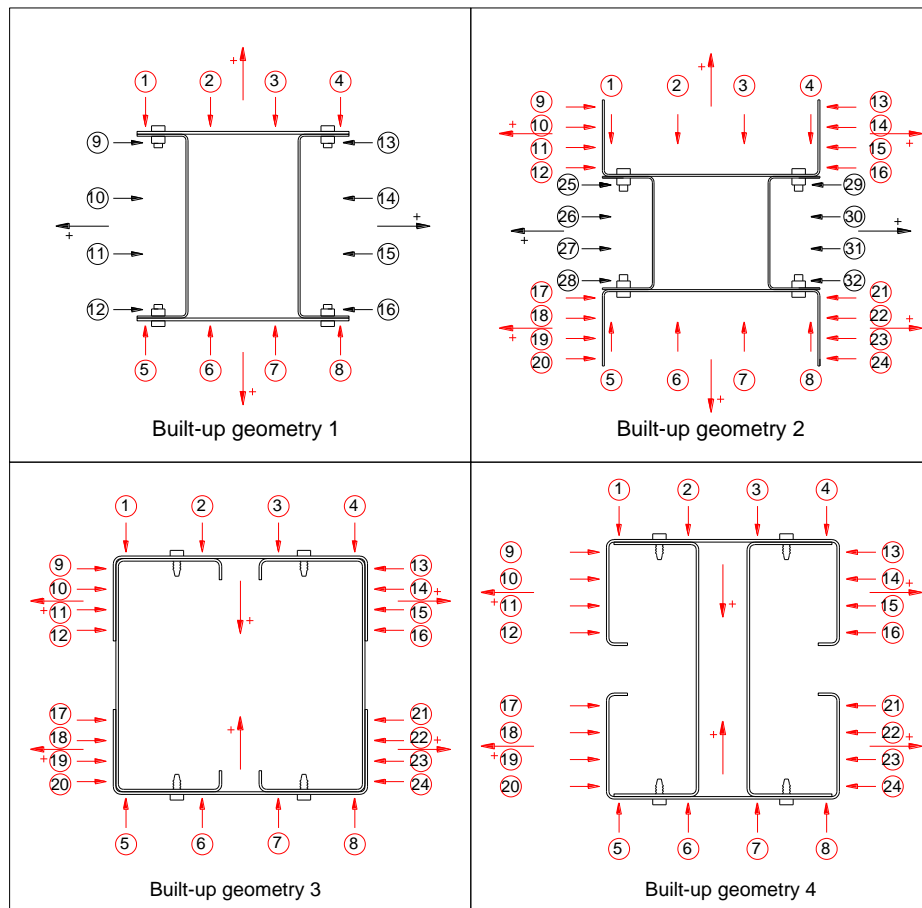 +
1 2 3 4
9 13
10 14
+ +
11 15
12 16
5 6 7 8
+
Built-up geometry 1
+
1 2 3 4
9 13
+ 10 14 +
11 15
12 16
25 29
26 30
+ +
27 31
28 32
17 21
18 22
+ 19 23 +
20 24
5 6 7 8
+
Built-up geometry 2
1 2 3 4
9 13
10 14 +
+ 11 15
12 + 16
17 21
18 + 22 +
+ 19 23
20 24
5 6 7 8
Built-up geometry 3
1 2 3 4
9 13
10 14 +
+ 11 15
12 + 16
17 21
18 + 22 +
+ 19 23
20 24
5 6 7 8
Built-up geometry 4